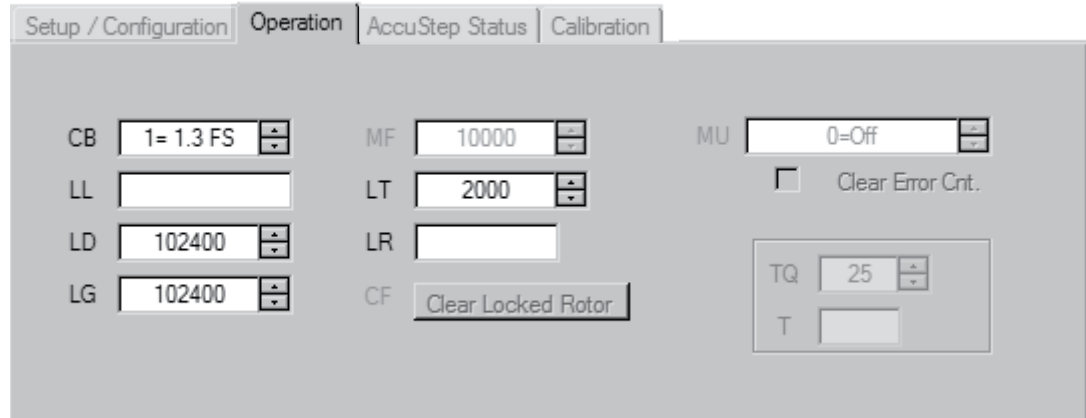 Setup / Configuration Operation AccuStep Status Calibration
CB 1= 1.3 FS MF 10000 MU 0=Off
LL LT 2000 Clear Error Cnt.
LD 102400 LR
LG 102400 CF Clear Locked Rotor
TQ 25
T